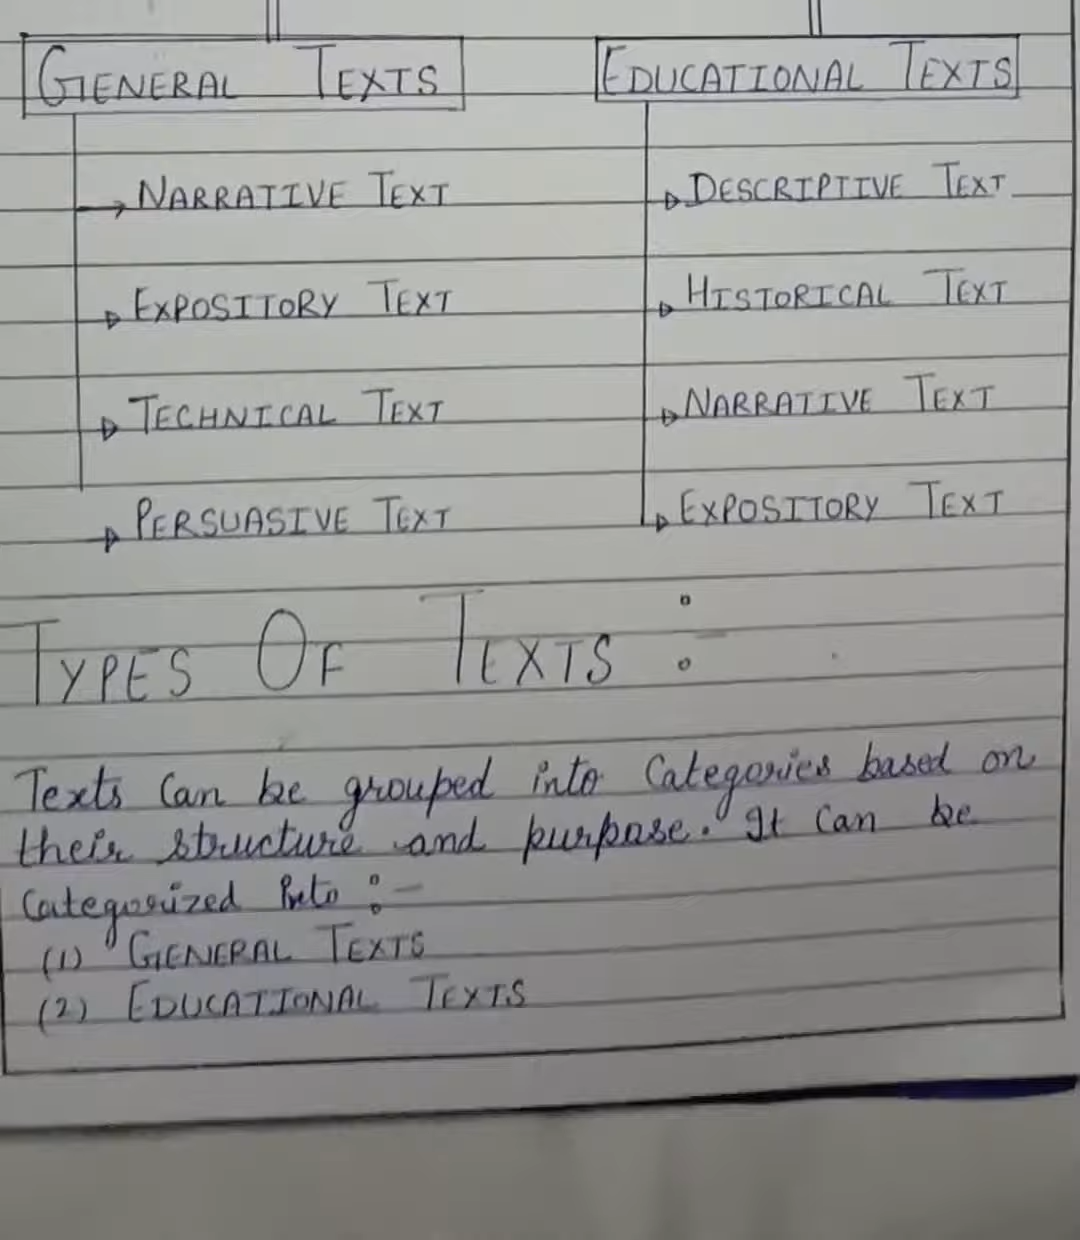 GENERAL TEXTS
NARRATIVE TEXT
EXPOSITORY TEXT
TECHNICAL TEXT
PERSUASIVE TEXT
EDUCATIONAL TEXTS
DESCRIPTIVE TEXT
HISTORICAL TEXT
NARRATIVE TEXT
EXPOSITORY TEXT
TYPES OF TEXTS :
Texts can be grouped into Categories based on
their structure and purpose. It can be
Categorized into :-
(1) GENERAL TEXTS
(2) EDUCATIONAL TEXTS